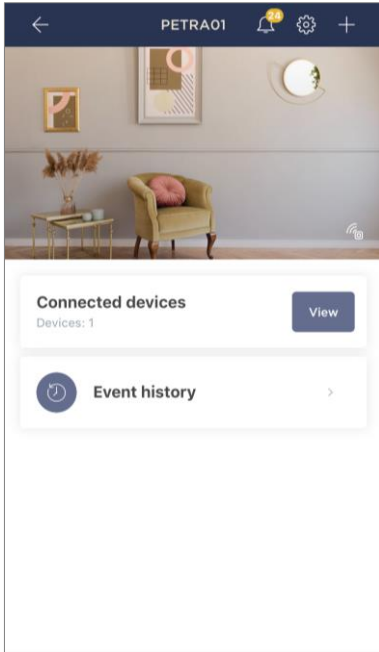 PETRA01
24
Connected devices
Devices: 1
View
Event history